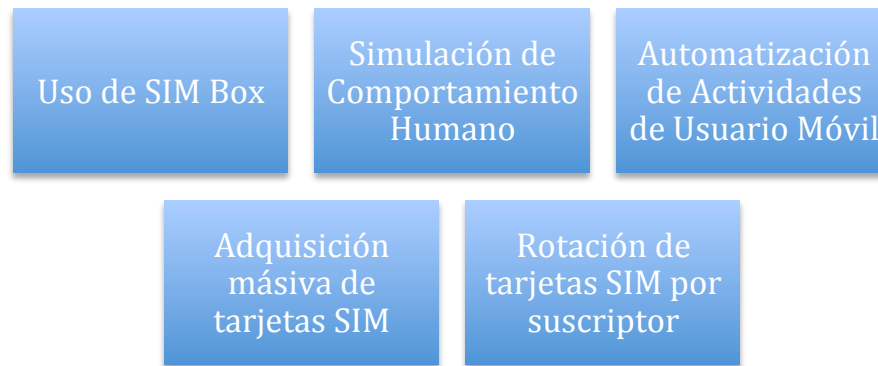 Uso de SIM Box
Simulación de
Comportamiento
Humano
Automatización
de Actividades
de Usuario Móvil
Adquisición
másiva de
tarjetas SIM
Rotación de
tarjetas SIM por
suscriptor